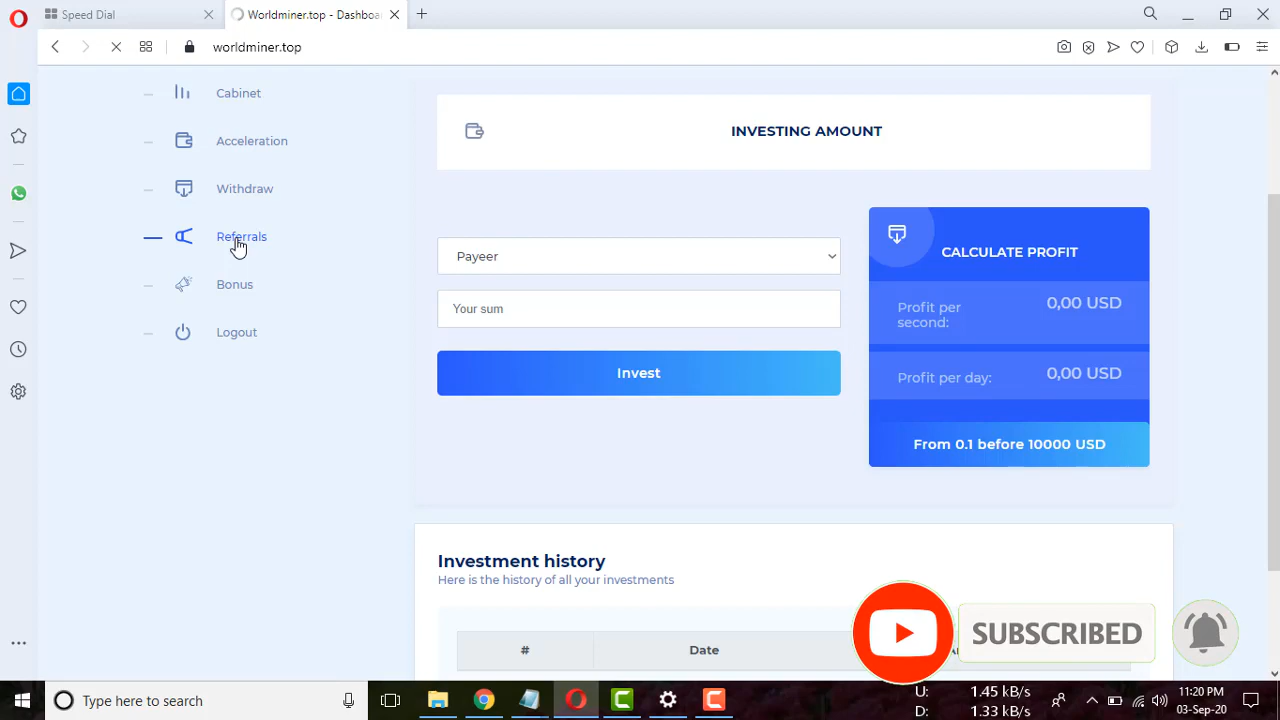 Speed Dial
Worldminer.top - Dashboa
worldminer.top
Cabinet
Acceleration
Withdraw
Referrals
Bonus
Logout
INVESTING AMOUNT
Payeer
Your sum
Invest
CALCULATE PROFIT
Profit per
second:
0,00 USD
Profit per day:
0,00 USD
From 0.1 before 10000 USD
Investment history
Here is the history of all your investments
#
Date
SUBSCRIBED
Type here to search
U: 1.45 kB/s
D: 1.33 kB/s
11:20 PM
03-Sep-20